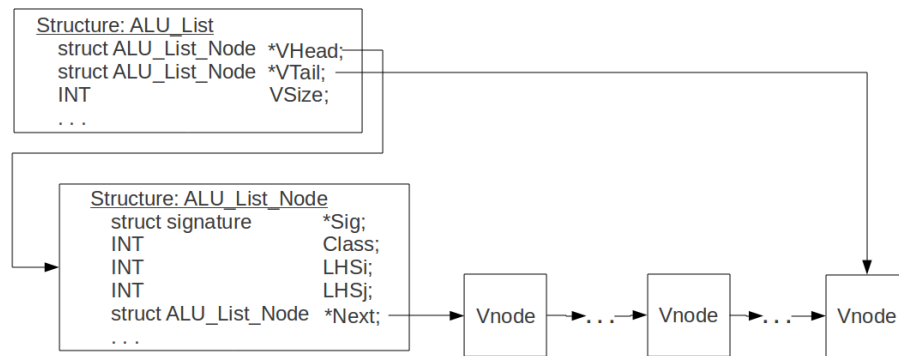 Structure: ALU_List
struct ALU_List_Node *VHead;
struct ALU_List_Node *VTail;
INT VSize;
. . .
Structure: ALU_List_Node
struct signature *Sig;
INT Class;
INT LHSi;
INT LHSj;
struct ALU_List_Node *Next;
. . .
Vnode . . . Vnode . . . Vnode